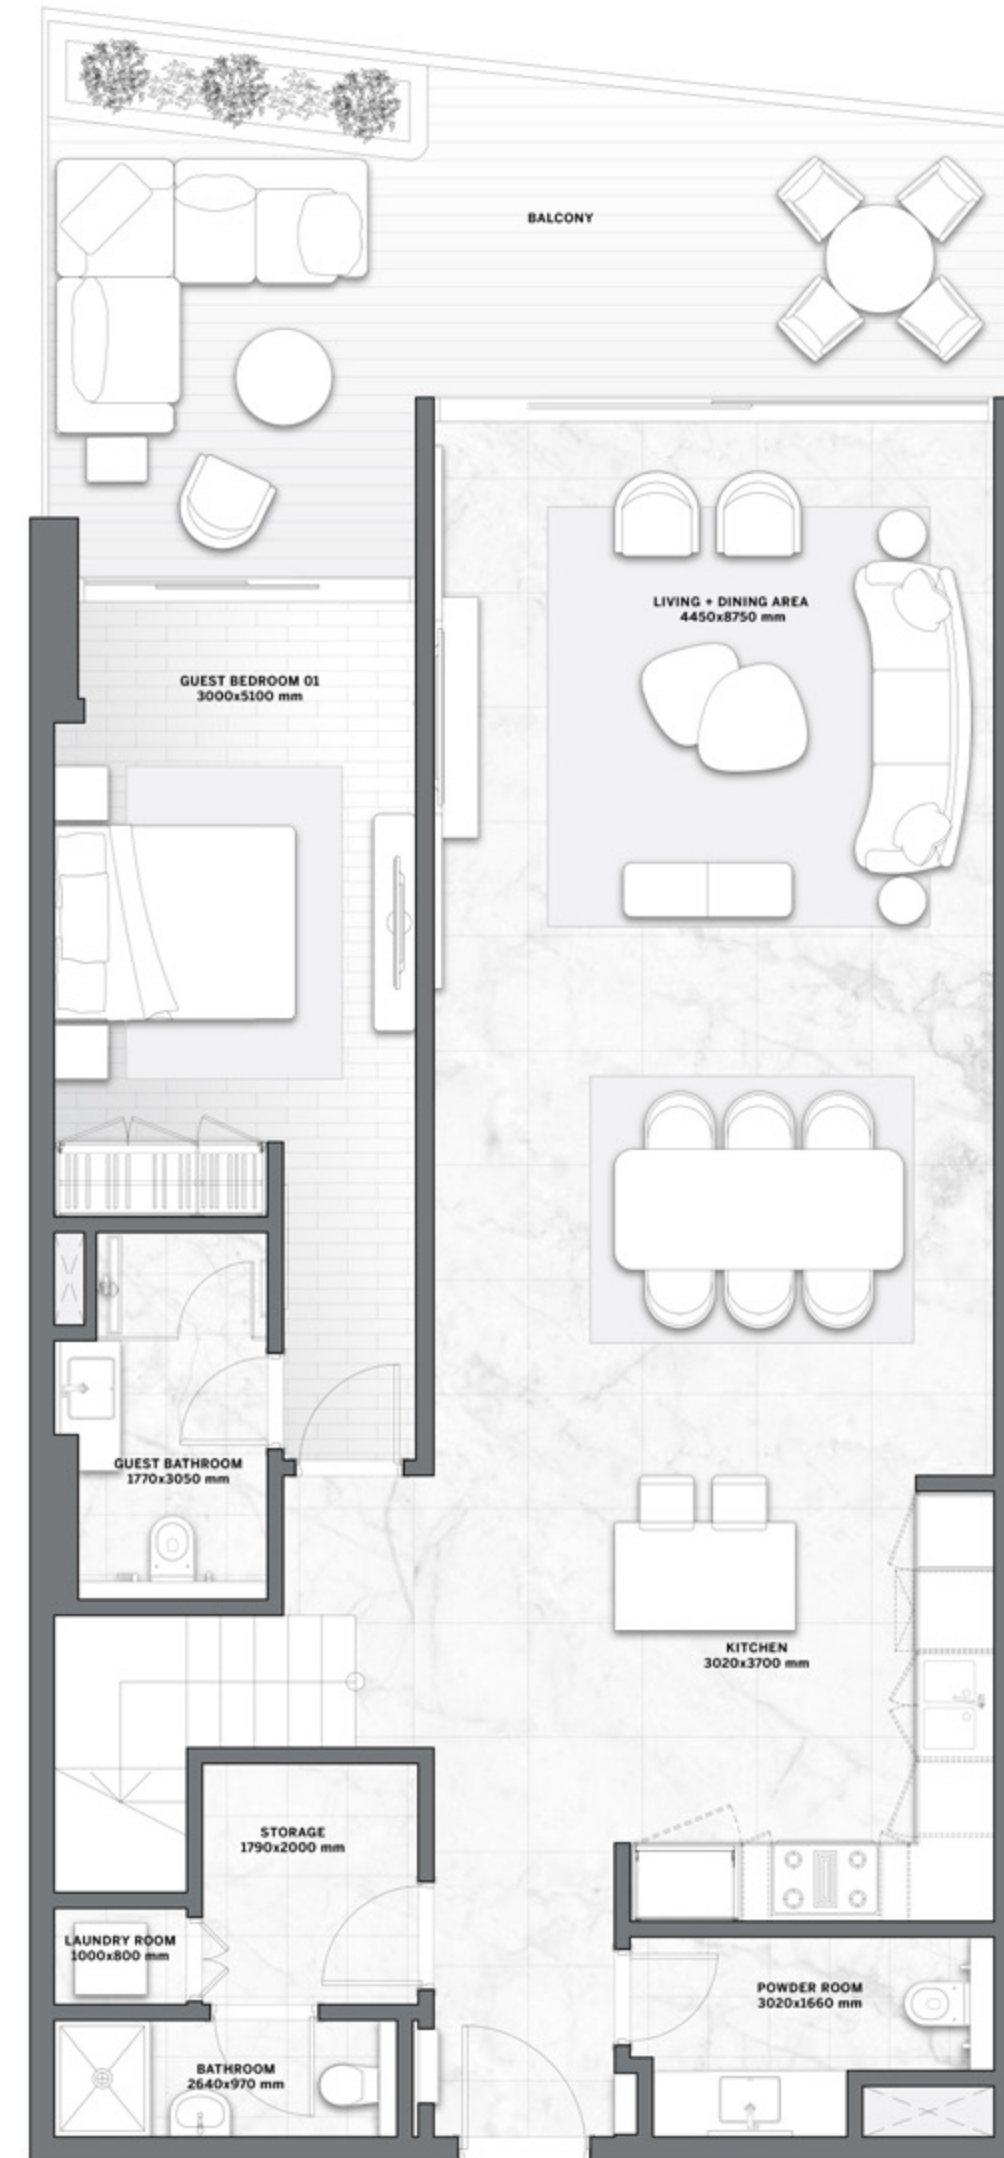 BALCONY
LIVING + DINING AREA
4450x8750 mm
GUEST BEDROOM 01
3000x5100 mm
GUEST BATHROOM
1770x3050 mm
KITCHEN
3020x3700 mm
STORAGE
1790x2000 mm
LAUNDRY ROOM
1000x800 mm
POWDER ROOM
3020x1660 mm
BATHROOM
2640x970 mm